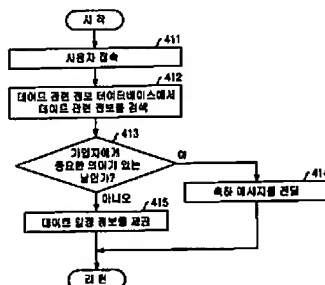 시 작
411
사용자 접속
412
데이트 관련 정보 데이터베이스에서
데이트 관련 정보를 검색
413
가입자에게
중요한 의미가 있는
날인가?
예
414
축하 메시지를 전달
아니오
415
데이트 일정 정보를 제공
리 턴